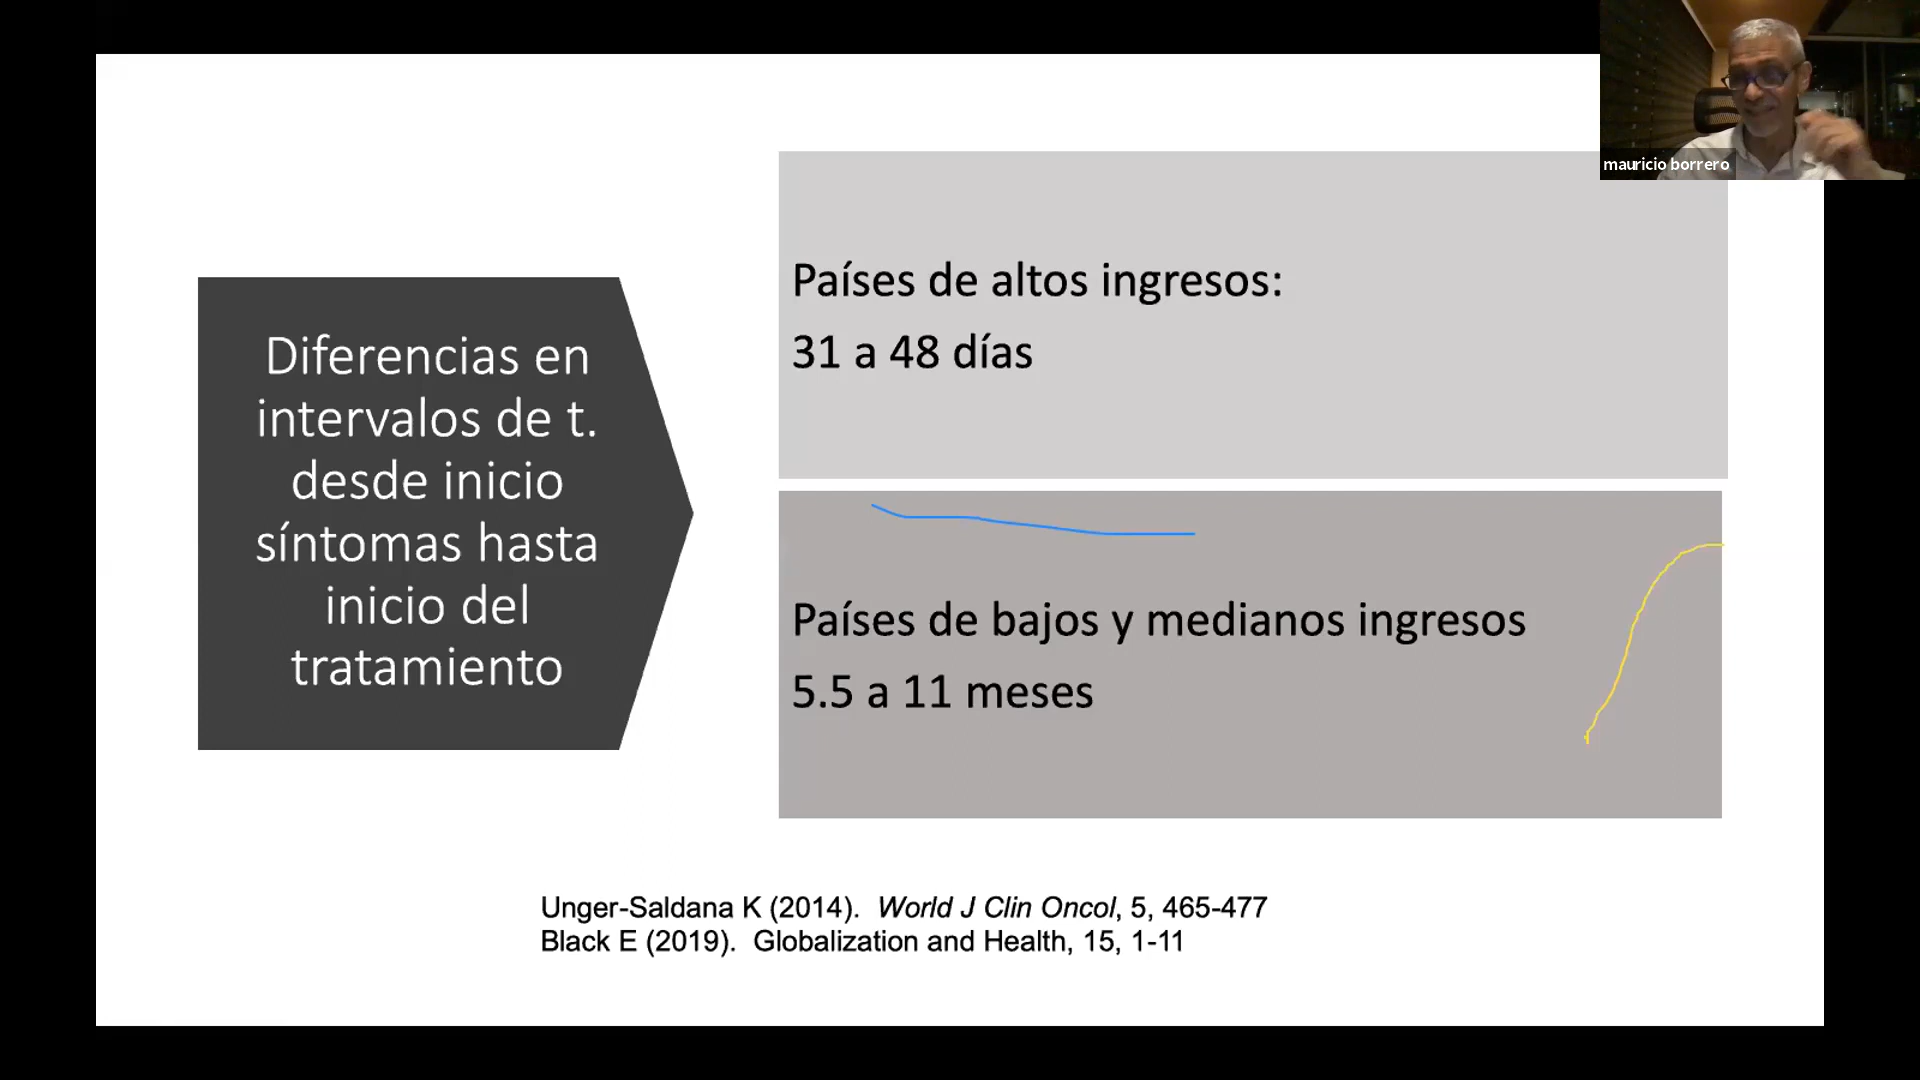 mauricio borrero
Países de altos ingresos:
31 a 48 días
Diferencias en
intervalos de t.
desde inicio
síntomas hasta
inicio del
tratamiento
Países de bajos y medianos ingresos
5.5 a 11 meses
Unger-Saldana K (2014). World J Clin Oncol, 5, 465-477
Black E (2019). Globalization and Health, 15, 1-11